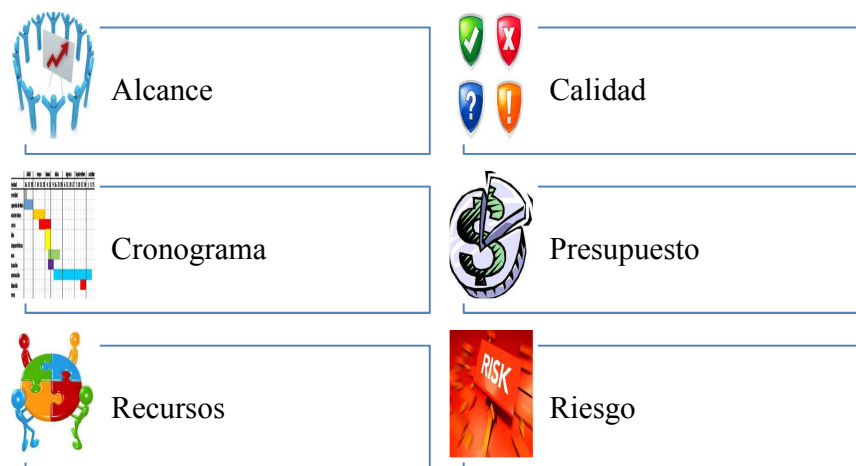 Alcance
Calidad
Cronograma
Presupuesto
Recursos
RISK
Riesgo